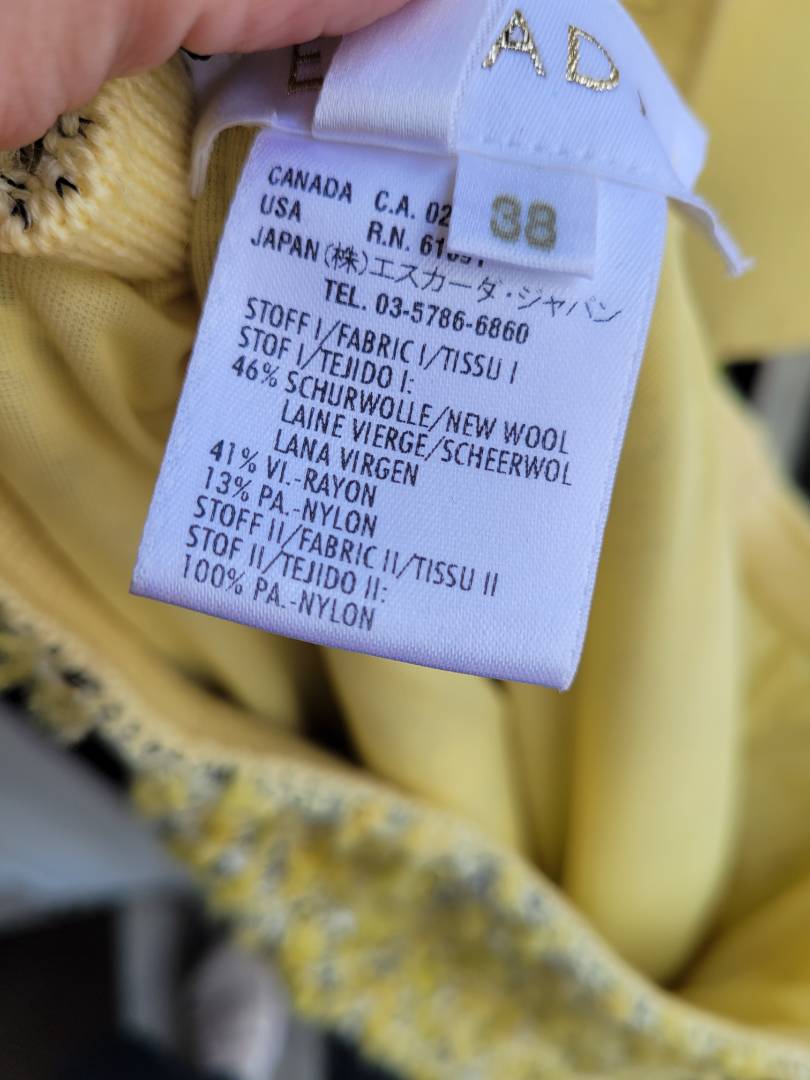 E AD
38
CANADA C.A. 02
USA R.N. 61091
JAPAN (株)エスカーダ・ジャパン
TEL. 03-5786-6860
STOFF I/FABRIC I/TISSU I
STOF I/TEJIDO I:
46% SCHURWOLLE/NEW WOOL
LAINE VIERGE/SCHEERWOL
LANA VIRGEN
41% VI.-RAYON
13% PA.-NYLON
STOFF II/FABRIC II/TISSU II
STOF II/TEJIDO II:
100% PA.-NYLON